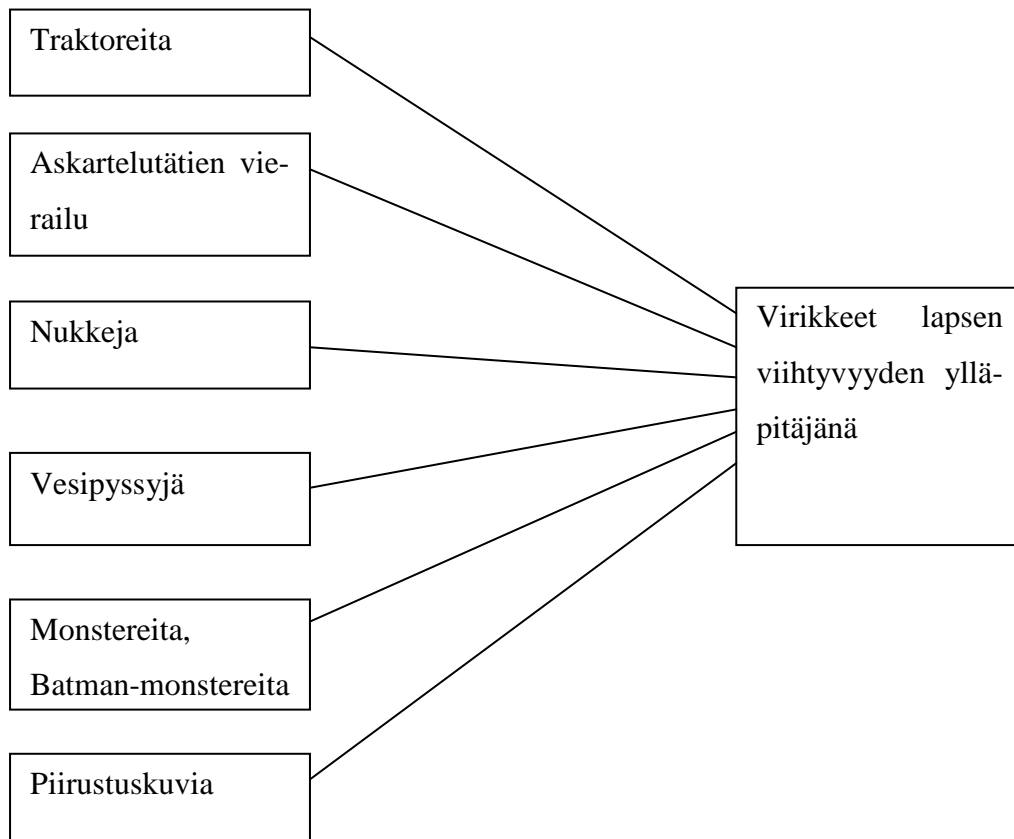 Traktoreita
Askartelutätien vie-
railu
Nukkeja
Vesipyssyjä
Monstereita,
Batman-monstereita
Piirustuskuvia
Virikkeet lapsen
viihtyvyyden yllä-
pitäjänä